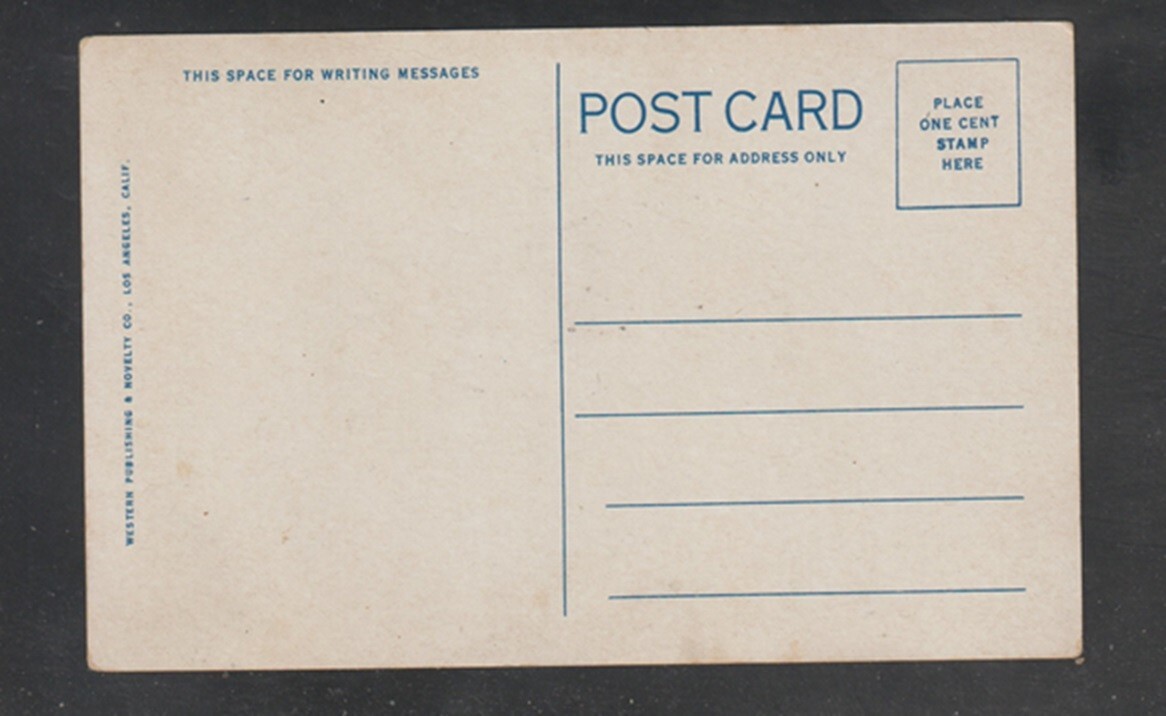 THIS SPACE FOR WRITING MESSAGES
WESTERN PUBLISHING & NOVELTY CO., LOS ANGELES, CALIF.
POST CARD
THIS SPACE FOR ADDRESS ONLY
PLACE
ONE CENT
STAMP
HERE